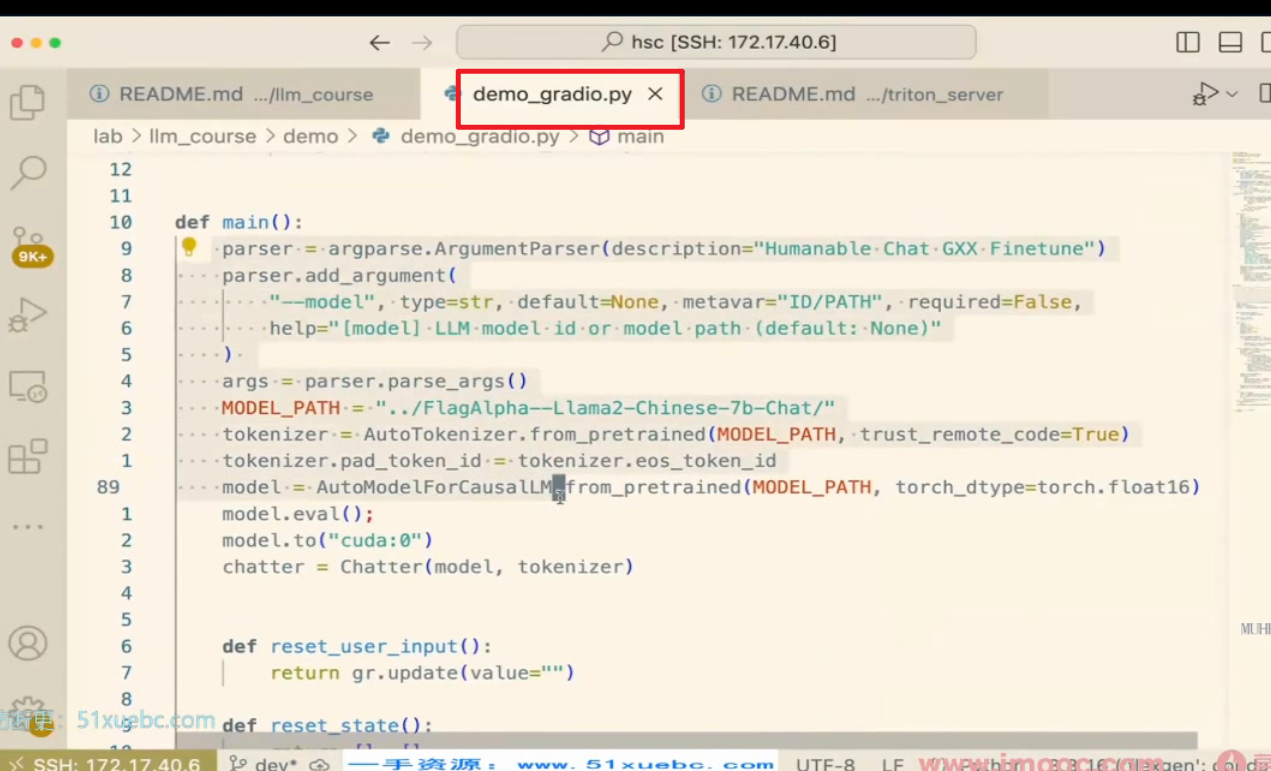 hsc [SSH: 172.17.40.6]
README.md .../llm_course
demo_gradio.py ×
README.md .../triton_server
lab > llm_course > demo > demo_gradio.py > main
12
11
10 def main():
9 parser = argparse.ArgumentParser(description="Humanable Chat GXX Finetune")
8 parser.add_argument(
7 "--model", type=str, default=None, metavar="ID/PATH", required=False,
6 help="[model] LLM model id or model path (default: None)"
5 )
4 args = parser.parse_args()
3 MODEL_PATH = "../FlagAlpha--Llama2-Chinese-7b-Chat/"
2 tokenizer = AutoTokenizer.from_pretrained(MODEL_PATH, trust_remote_code=True)
1 tokenizer.pad_token_id = tokenizer.eos_token_id
89 model = AutoModelForCausalLM.from_pretrained(MODEL_PATH, torch_dtype=torch.float16)
1 model.eval();
2 model.to("cuda:0")
3 chatter = Chatter(model, tokenizer)
4
5
6 def reset_user_input():
7 return gr.update(value="")
8
9 def reset_state():
9K+
MUHE
51xuebc.com
SSH: 172.17.40.6
dev*
一手资源: www.51xuebc.com
UTF-8
LF
www.imooc.com